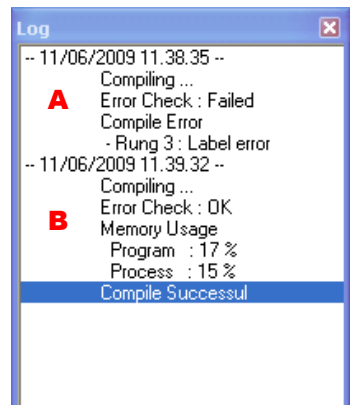 Log
-- 11/06/2009 11.38.35 --
Compiling ...
A
Error Check : Failed
Compile Error
- Rung 3 : Label error
-- 11/06/2009 11.39.32 --
Compiling ...
Error Check : OK
B
Memory Usage
Program : 17 %
Process : 15 %
Compile Successul